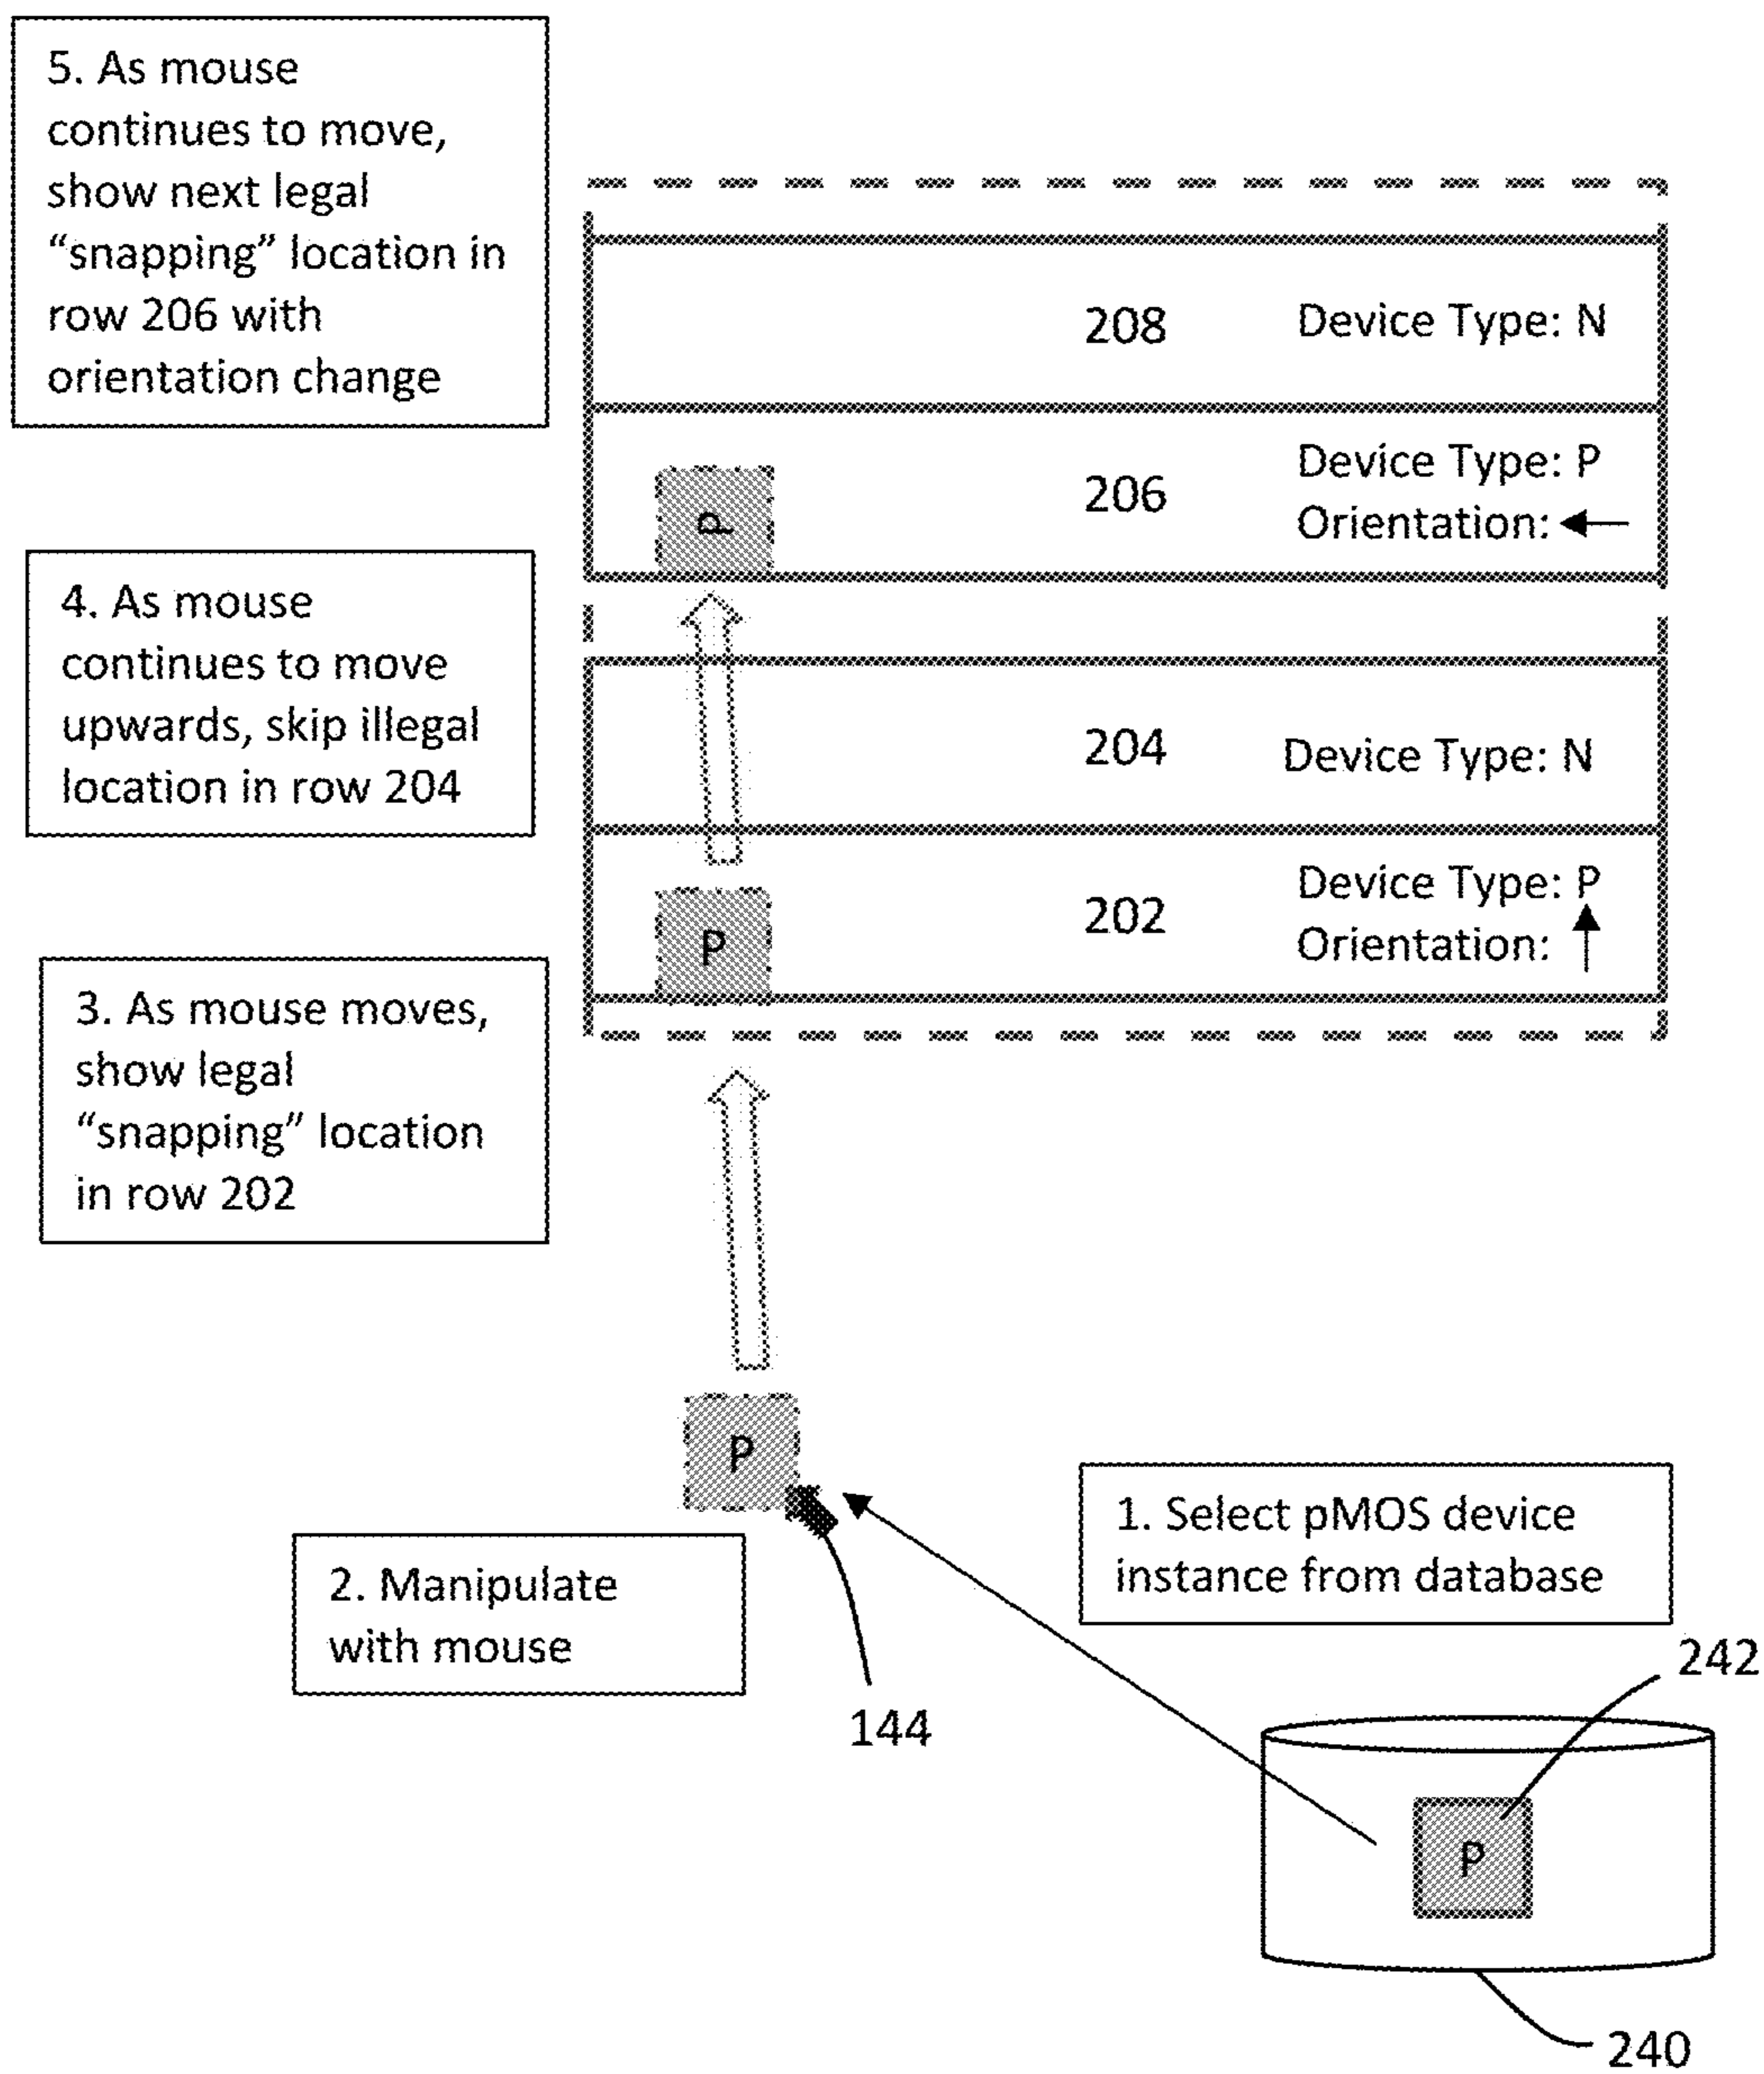 5. As mouse
continues to move,
show next legal
“snapping” location in
row 206 with
orientation change
208 Device Type: N
206 Device Type: P
Orientation:
P
4. As mouse
continues to move
upwards, skip illegal
location in row 204
204 Device Type: N
202 Device Type: P
Orientation:
P
3. As mouse moves,
show legal
“snapping” location
in row 202
P
1. Select pMOS device
instance from database
2. Manipulate
with mouse
144
242
P
240